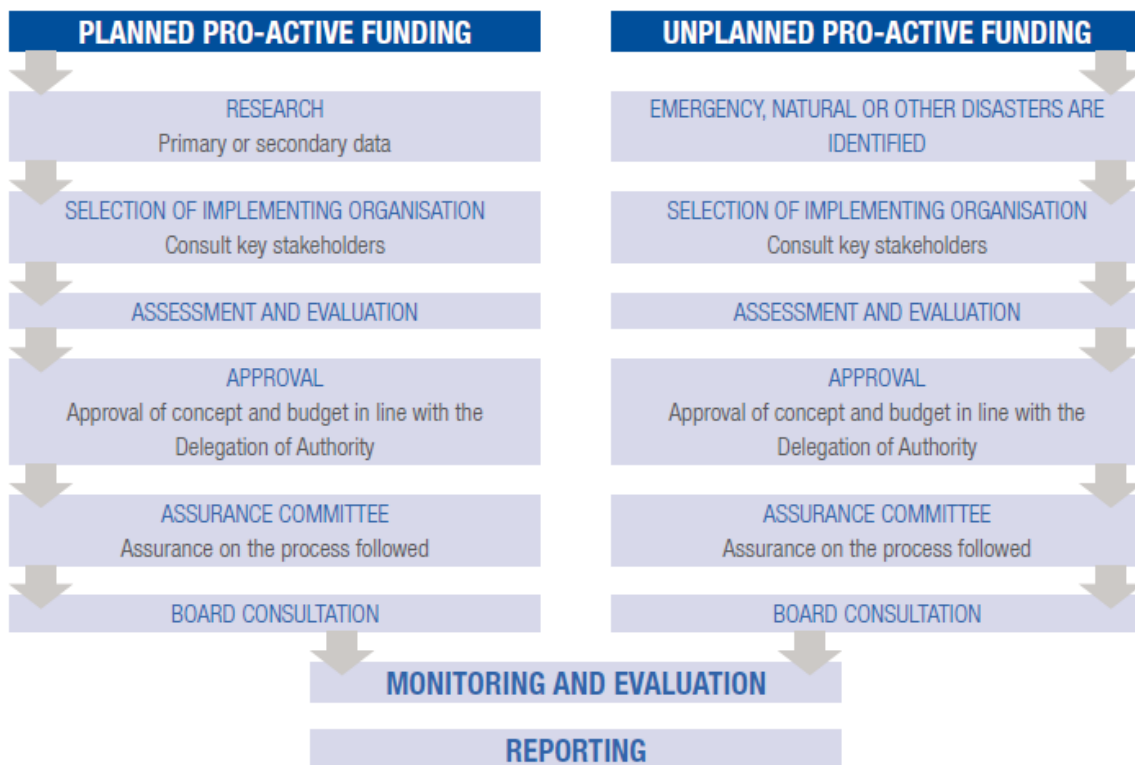 PLANNED PRO-ACTIVE FUNDING
RESEARCH
Primary or secondary data
SELECTION OF IMPLEMENTING ORGANISATION
Consult key stakeholders
ASSESSMENT AND EVALUATION
APPROVAL
Approval of concept and budget in line with the
Delegation of Authority
ASSURANCE COMMITTEE
Assurance on the process followed
BOARD CONSULTATION
UNPLANNED PRO-ACTIVE FUNDING
EMERGENCY, NATURAL OR OTHER DISASTERS ARE
IDENTIFIED
SELECTION OF IMPLEMENTING ORGANISATION
Consult key stakeholders
ASSESSMENT AND EVALUATION
APPROVAL
Approval of concept and budget in line with the
Delegation of Authority
ASSURANCE COMMITTEE
Assurance on the process followed
BOARD CONSULTATION
MONITORING AND EVALUATION
REPORTING